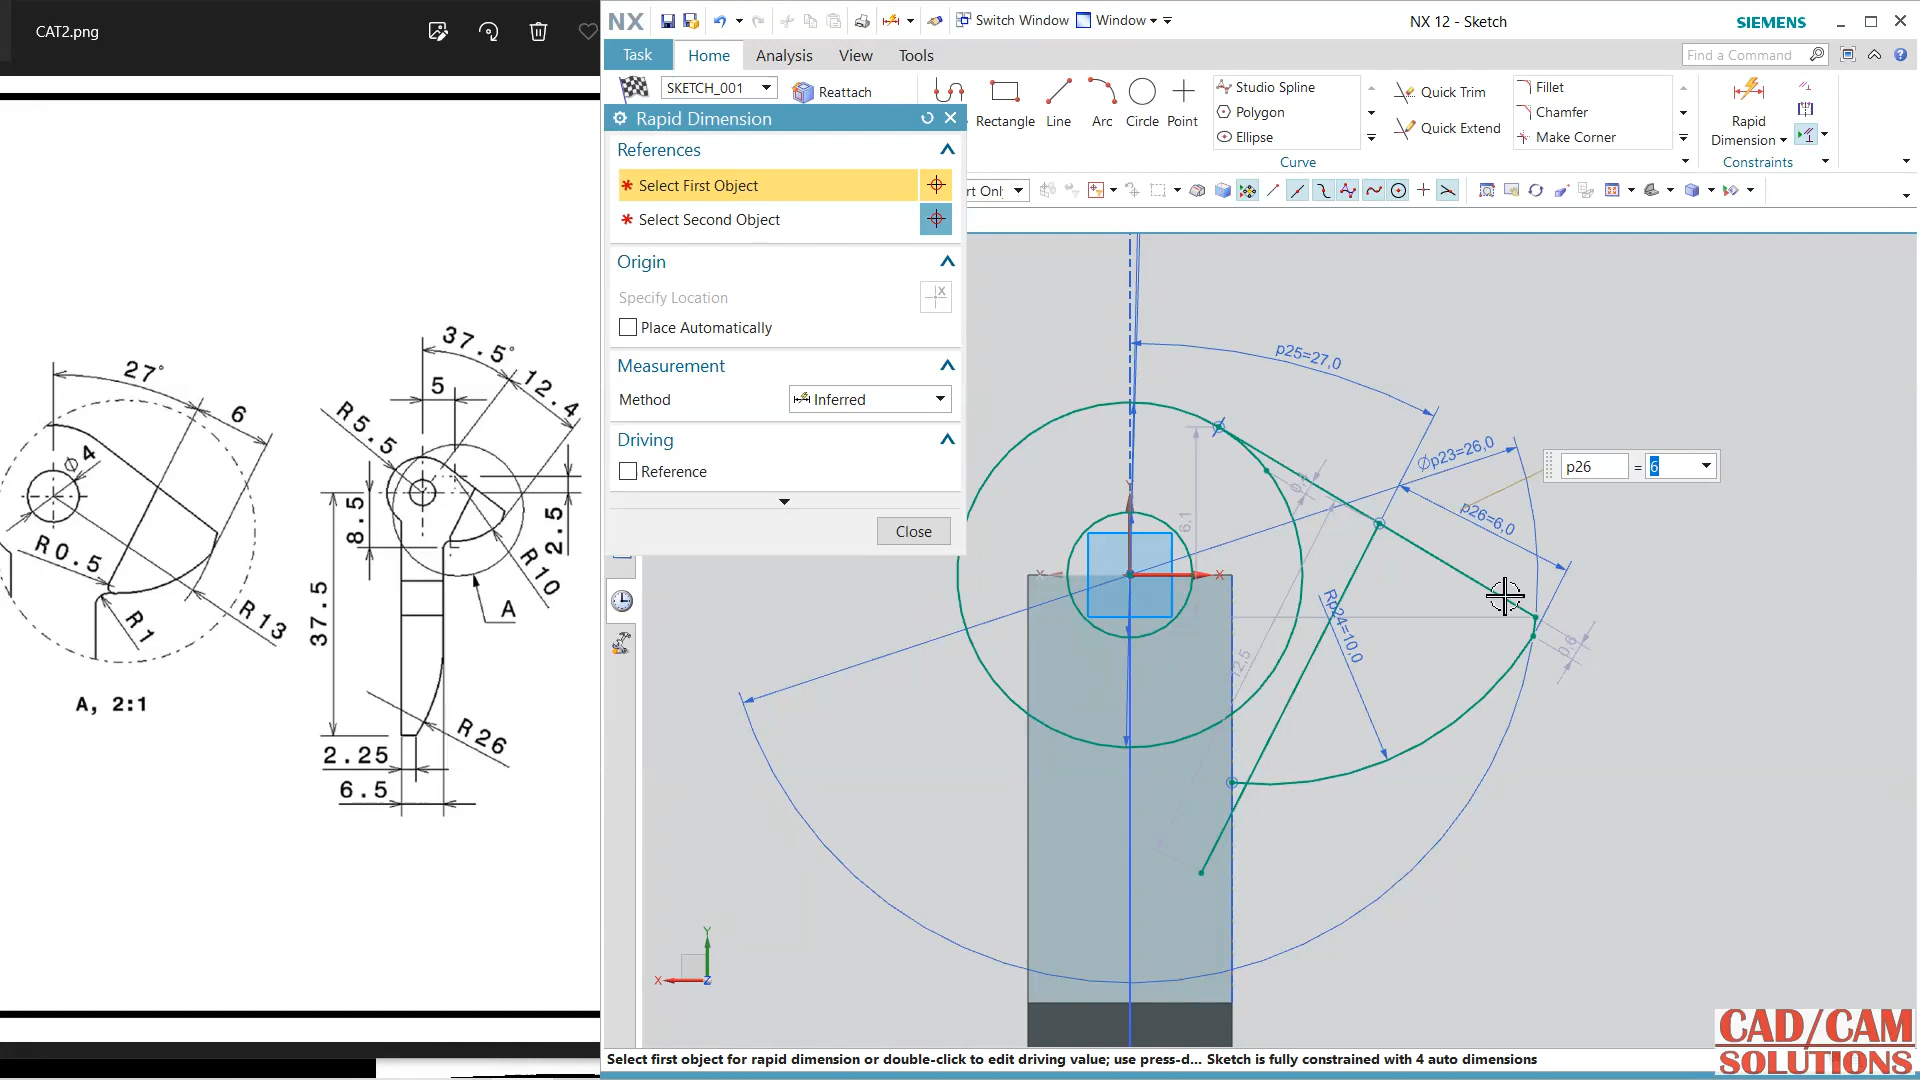 CAT2.png
NX
Switch Window
Window
NX 12 - Sketch
SIEMENS
Task
Home
Analysis
View
Tools
Find a Command
SKETCH_001
Reattach
Rectangle
Line
Arc
Circle
Point
Studio Spline
Polygon
Ellipse
Quick Trim
Quick Extend
Fillet
Chamfer
Make Corner
Rapid
Dimension
Curve
Constraints
Rapid Dimension
References
* Select First Object
* Select Second Object
Origin
Specify Location
Place Automatically
Measurement
Method
Inferred
Driving
Reference
Close
27°
6
Ø4
R0.5
R1
R13
A, 2:1
37.5°
5
12.4
R5.5
8.5
2.5
R10
A
37.5
R26
2.25
6.5
p25=27,0
Øp23=26,0
p26=6,0
Rp24=10,0
6,1
p26
=
6
X
X
Y
X
Z
Select first object for rapid dimension or double-click to edit driving value; use press-d... Sketch is fully constrained with 4 auto dimensions
CAD/CAM
SOLUTIONS